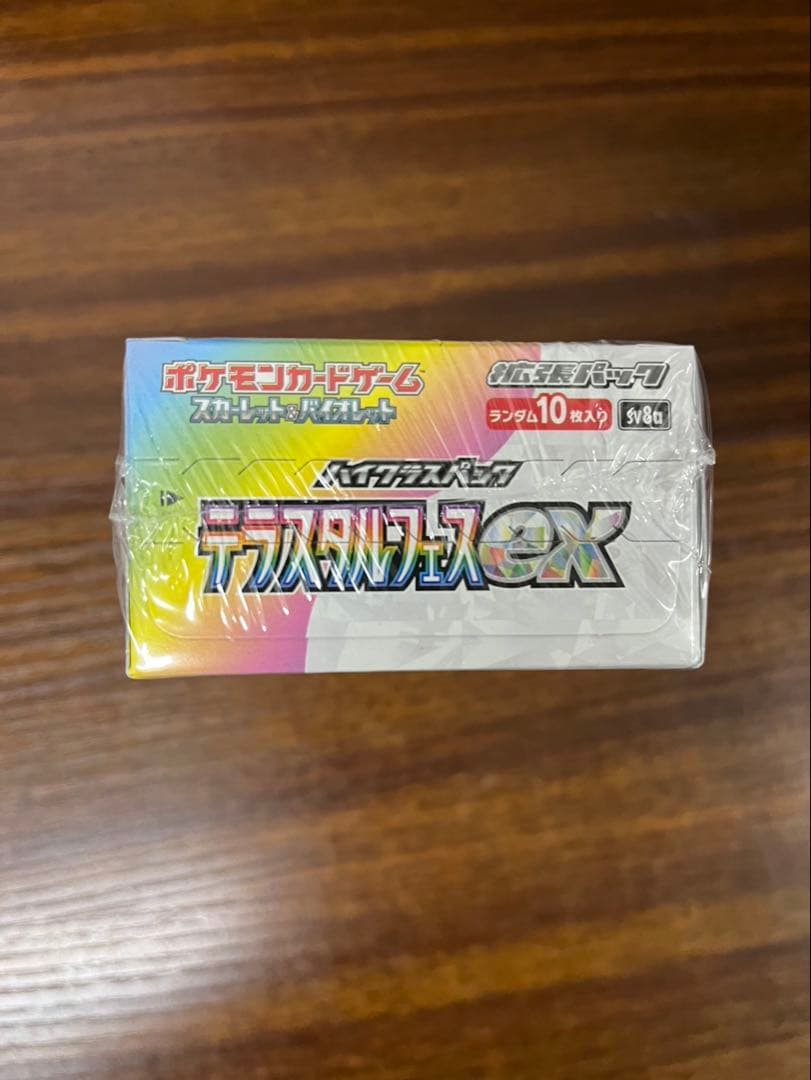 ポケモンカードゲーム
スカーレット&バイオレット
拡張パック
ランダム10枚入り
sv8a
ハイクラスパック
テラスタルフェスex